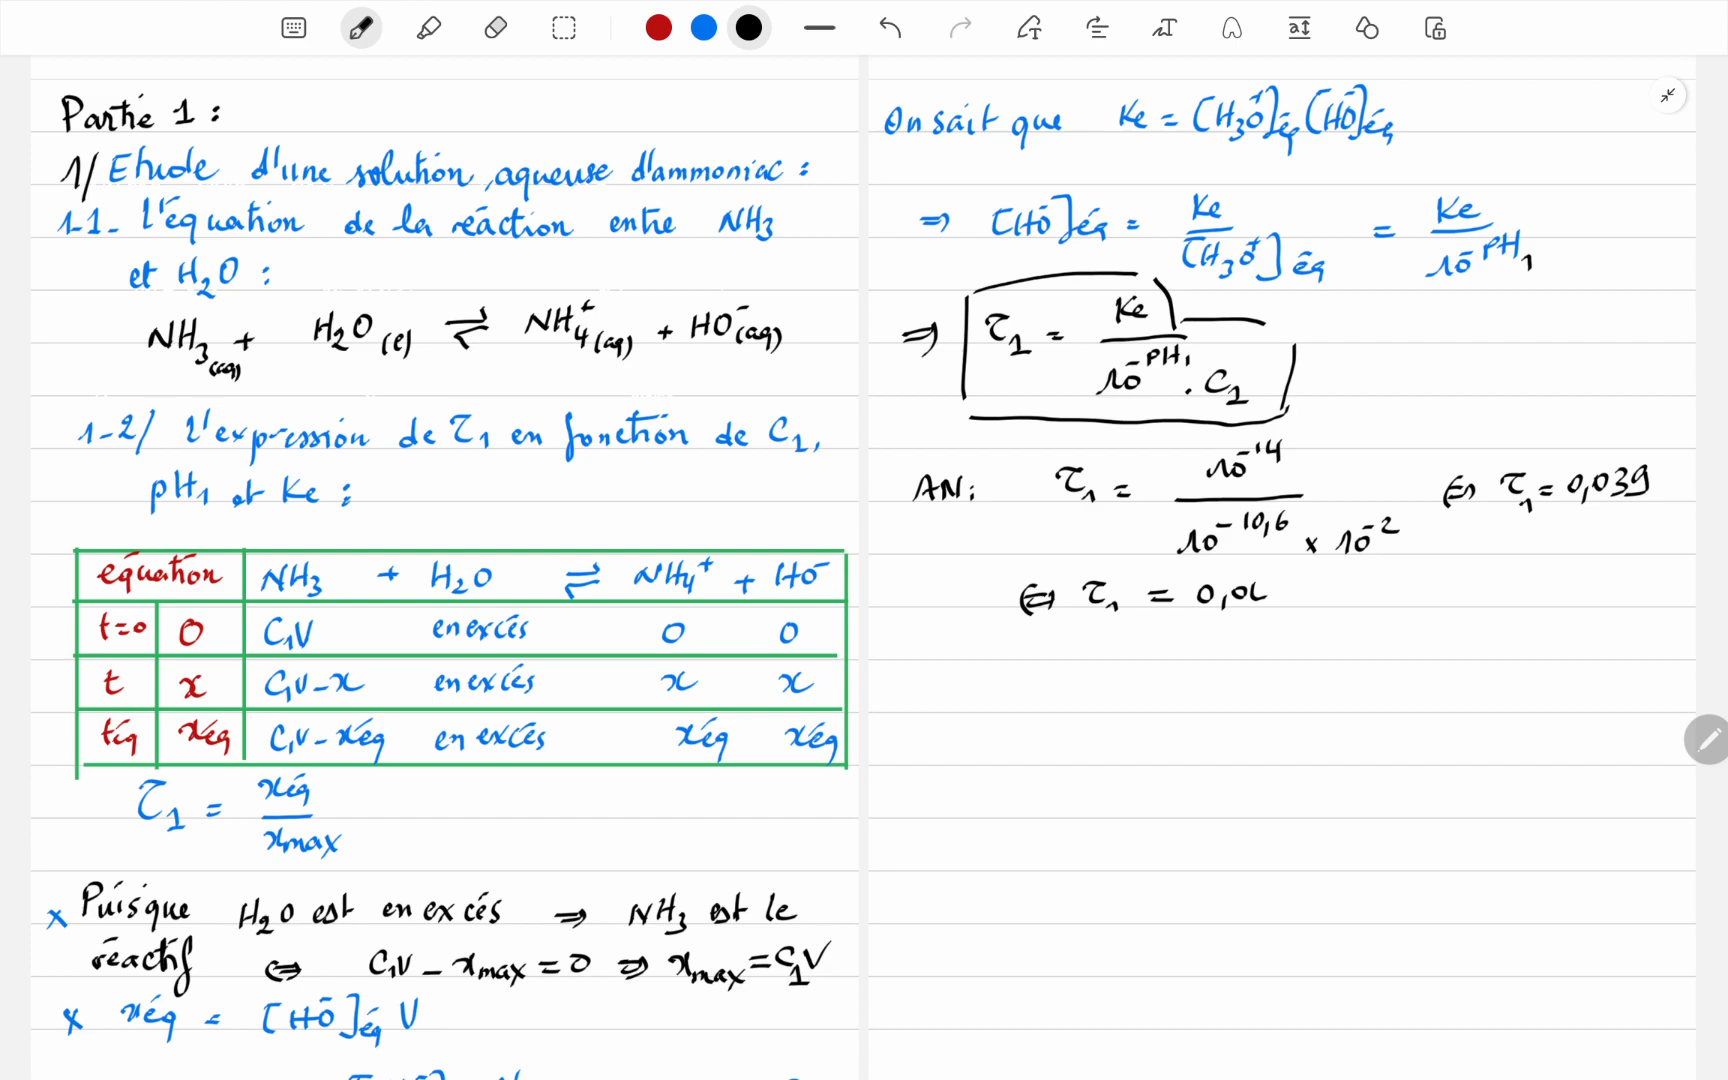 Partie 1 :
1/ Etude d'une solution aqueuse d'ammoniac :
1-1- l'équation de la réaction entre NH3
et H2O :
NH3(aq) + H2O(l) ⇌ NH4+(aq) + HO-(aq)
1-2/ l'expression de τ1 en fonction de C1,
pH1 et Ke :
équation NH3 + H2O ⇌ NH4+ + HO-
t=0 0 C1V en excés 0 0
t x C1V-x en excés x x
téq xéq C1V-xéq en excés xéq xéq
τ1 = xéq / xmax
x Puisque H2O est en excés ⇒ NH3 est le
réactif ⇔ C1V - xmax = 0 ⇒ xmax = C1V
x xéq = [HO-]éq V
On sait que Ke = [H3O+]éq [HO-]éq
⇒ [HO-]éq = Ke / [H3O+]éq = Ke / 10^-pH1
⇒ τ1 = Ke / 10^-pH1 . C1
AN: τ1 = 10^-14 / 10^-10,6 x 10^-2 ⇔ τ1 = 0,039
⇔ τ1 = 0,0